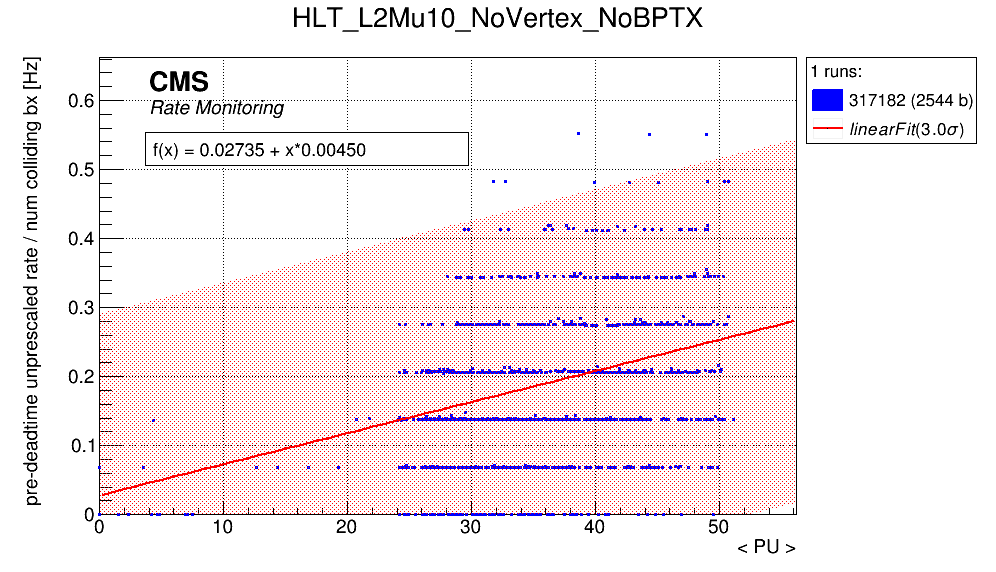 HLT_L2Mu10_NoVertex_NoBPTX
pre-deadtime unprescaled rate / num colliding bx [Hz]
CMS
Rate Monitoring
f(x) = 0.02735 + x*0.00450
1 runs:
317182 (2544 b)
linearFit(3.0σ)
0.6
0.5
0.4
0.3
0.2
0.1
0
0 10 20 30 40 50
< PU >